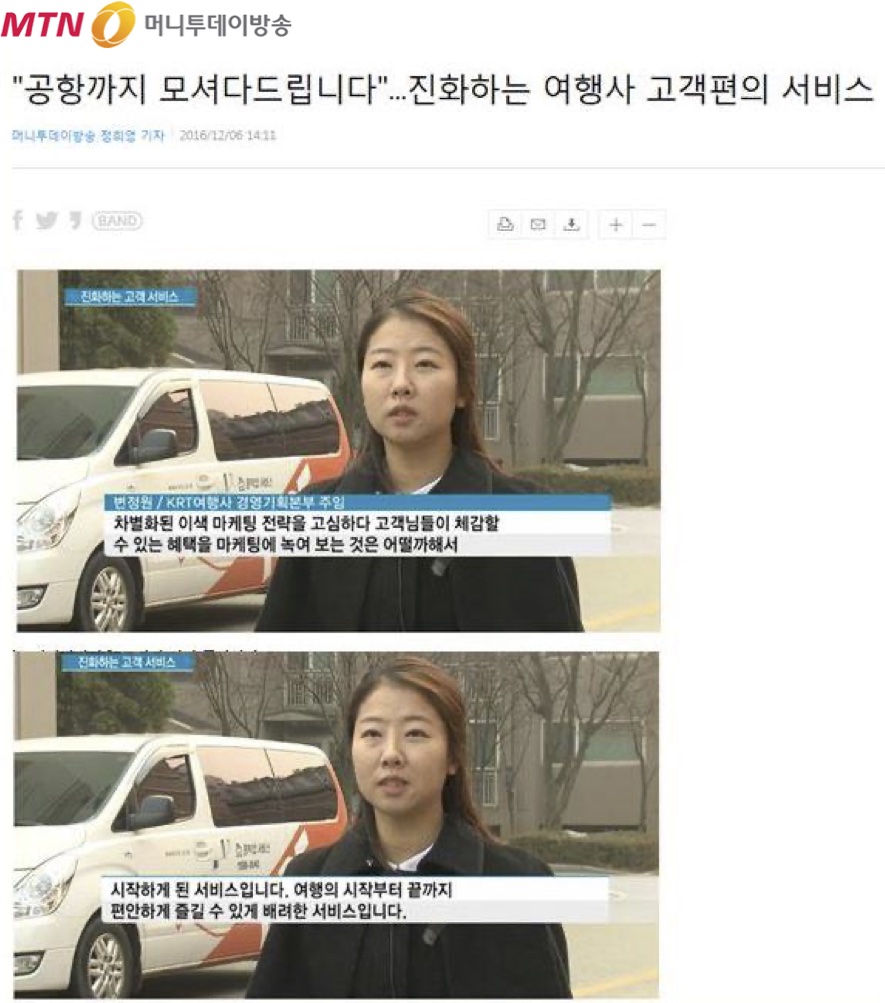 MTN 머니투데이방송
"공항까지 모셔다드립니다"...진화하는 여행사 고객편의 서비스
머니투데이방송 정희영 기자 2016/12/06 14:11
BAND
진화하는 고객 서비스
변정원 / KRT여행사 경영기획본부 주임
차별화된 이색 마케팅 전략을 고심하다 고객님들이 체감할
수 있는 혜택을 마케팅에 녹여 보는 것은 어떨까해서
진화하는 고객 서비스
시작하게 된 서비스입니다. 여행의 시작부터 끝까지
편안하게 즐길 수 있게 배려한 서비스입니다.